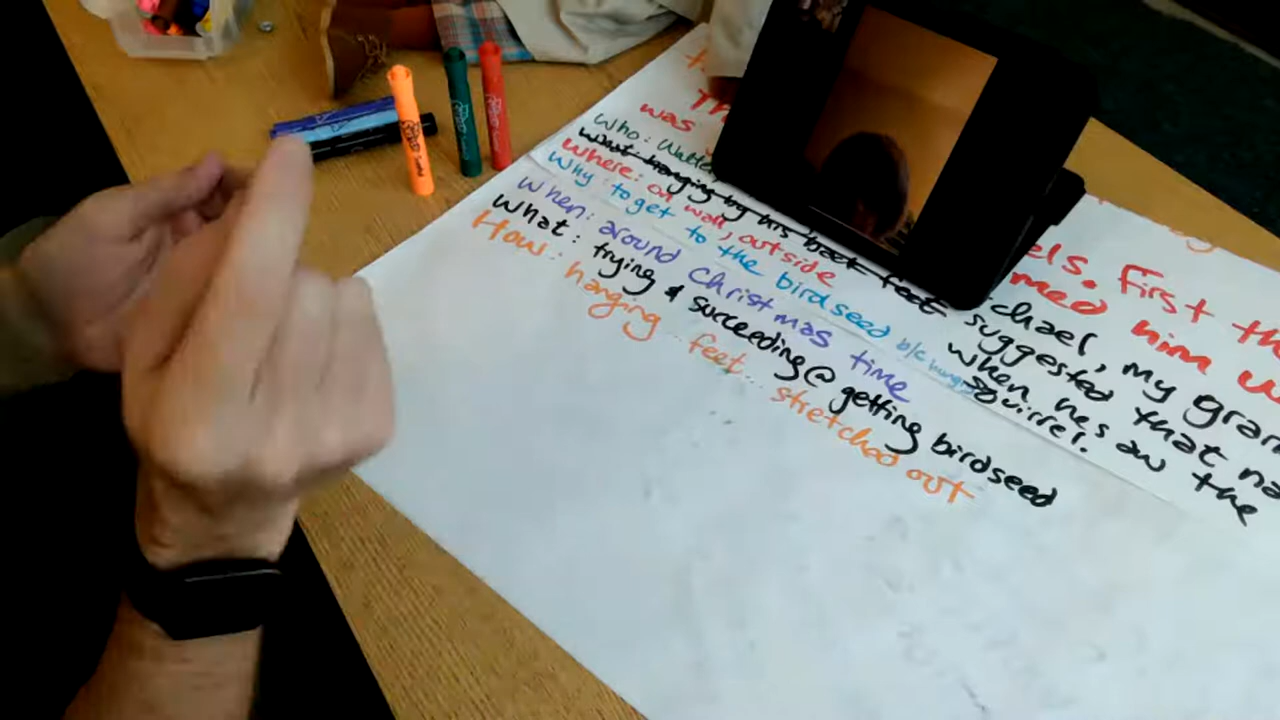 was
Who:
what: hanging by his back feet
where: on wall, outside
Why: to get to the birdseed b/c hungry
When: around Christmas time
What: trying & succeeding @ getting birdseed
How: hanging.. feet... stretched out
els. First the
med him w
chael, my gran
suggested that na
when he saw the
squirrel.